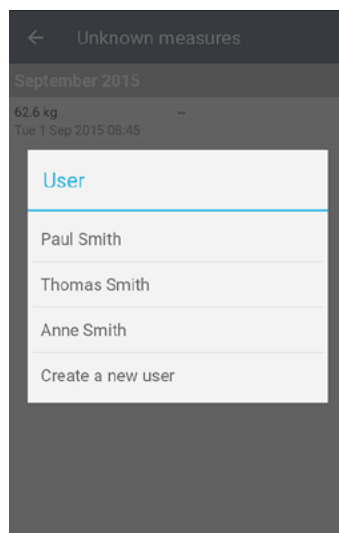 Unknown measures
September 2015
62.6 kg --
Tue 1 Sep 2015 08:45
User
Paul Smith
Thomas Smith
Anne Smith
Create a new user